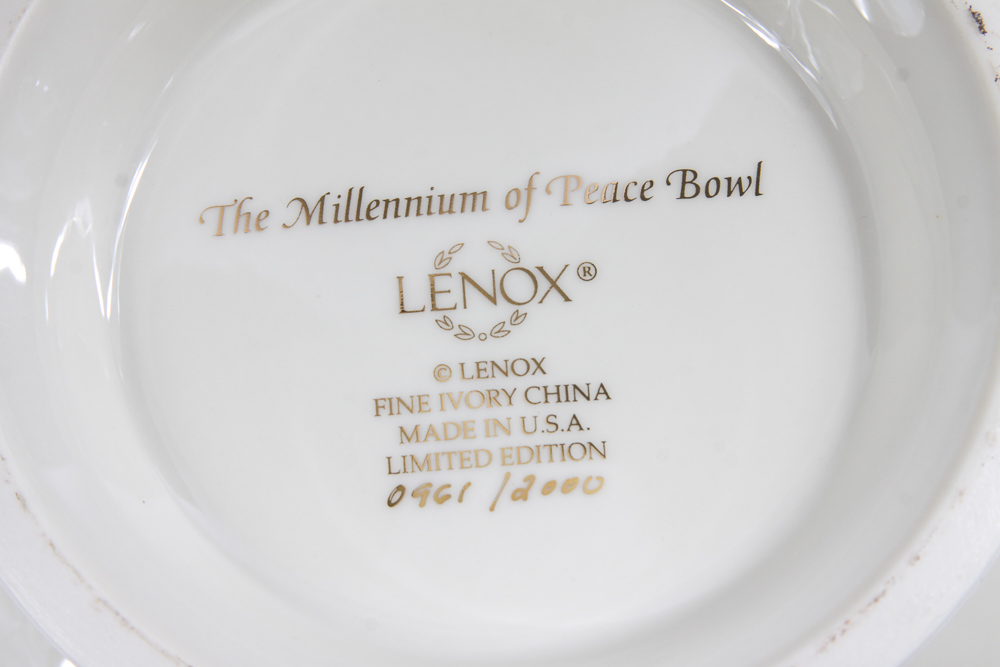 The Millennium of Peace Bowl
LENOX®
© LENOX
FINE IVORY CHINA
MADE IN U.S.A.
LIMITED EDITION
0961 /2000